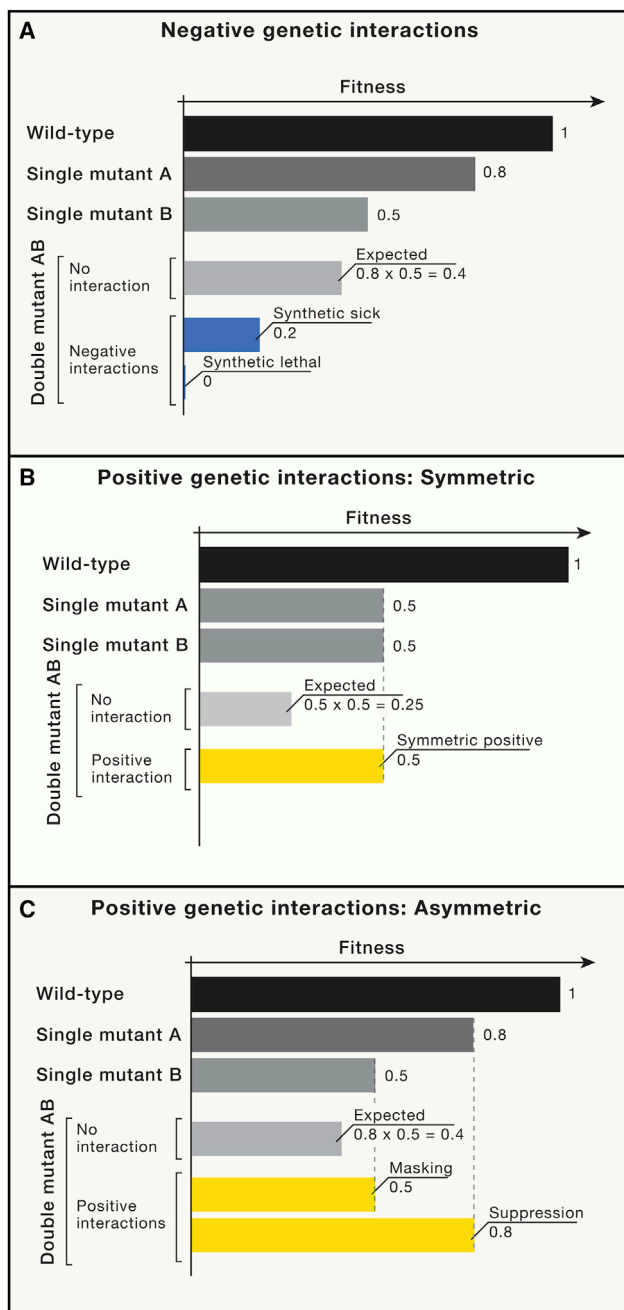 A
Negative genetic interactions
Fitness
Wild-type
1
Single mutant A
0.8
Single mutant B
0.5
Double mutant AB
No
interaction
Expected
0.8 x 0.5 = 0.4
Negative
interactions
Synthetic sick
0.2
Synthetic lethal
0
B
Positive genetic interactions: Symmetric
Fitness
Wild-type
1
Single mutant A
0.5
Single mutant B
0.5
Double mutant AB
No
interaction
Expected
0.5 x 0.5 = 0.25
Positive
interaction
Symmetric positive
0.5
C
Positive genetic interactions: Asymmetric
Fitness
Wild-type
1
Single mutant A
0.8
Single mutant B
0.5
Double mutant AB
No
interaction
Expected
0.8 x 0.5 = 0.4
Positive
interactions
Masking
0.5
Suppression
0.8